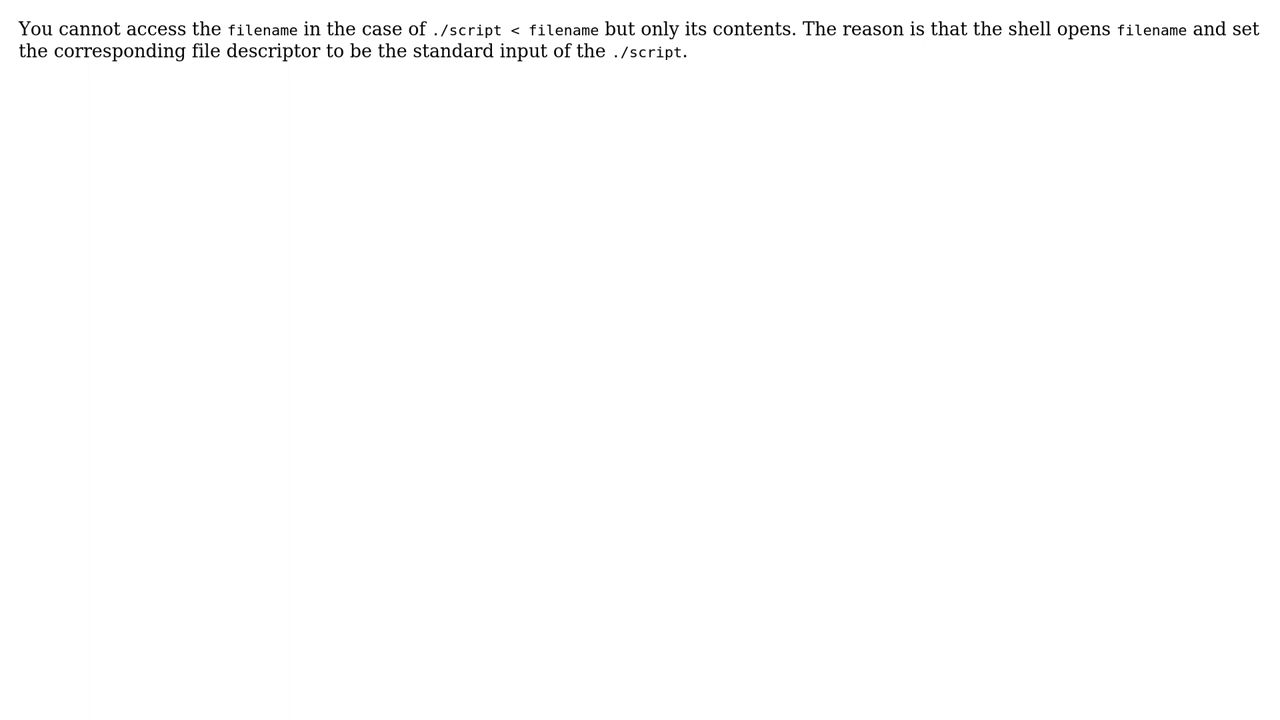 You cannot access the filename in the case of ./script < filename but only its contents. The reason is that the shell opens filename and set
the corresponding file descriptor to be the standard input of the ./script.